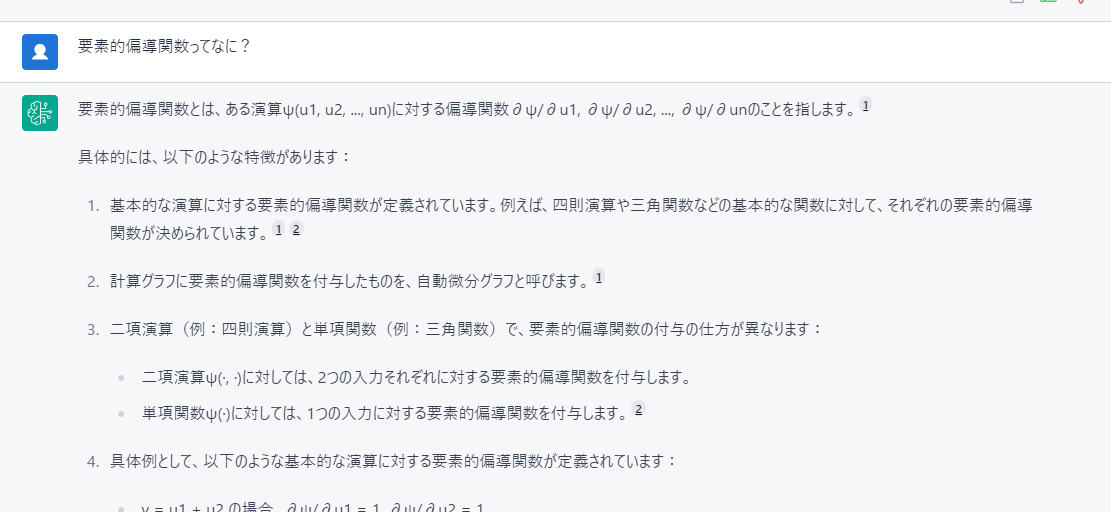 要素的偏導関数ってなに？
要素的偏導関数とは、ある演算ψ(u1, u2, ..., un)に対する偏導関数∂ψ/∂u1, ∂ψ/∂u2, ..., ∂ψ/∂unのことを指します。 1
具体的には、以下のような特徴があります：
1. 基本的な演算に対する要素的偏導関数が定義されています。例えば、四則演算や三角関数などの基本的な関数に対して、それぞれの要素的偏導
関数が決められています。 1 2
2. 計算グラフに要素的偏導関数を付与したものを、自動微分グラフと呼びます。 1
3. 二項演算（例：四則演算）と単項関数（例：三角関数）で、要素的偏導関数の付与の仕方が異なります：
二項演算ψ(·, ·)に対しては、2つの入力それぞれに対する要素的偏導関数を付与します。
単項関数ψ(·)に対しては、1つの入力に対する要素的偏導関数を付与します。 2
4. 具体例として、以下のような基本的な演算に対する要素的偏導関数が定義されています：
v = u1 + u2 の場合、∂ψ/∂u1 = 1, ∂ψ/∂u2 = 1